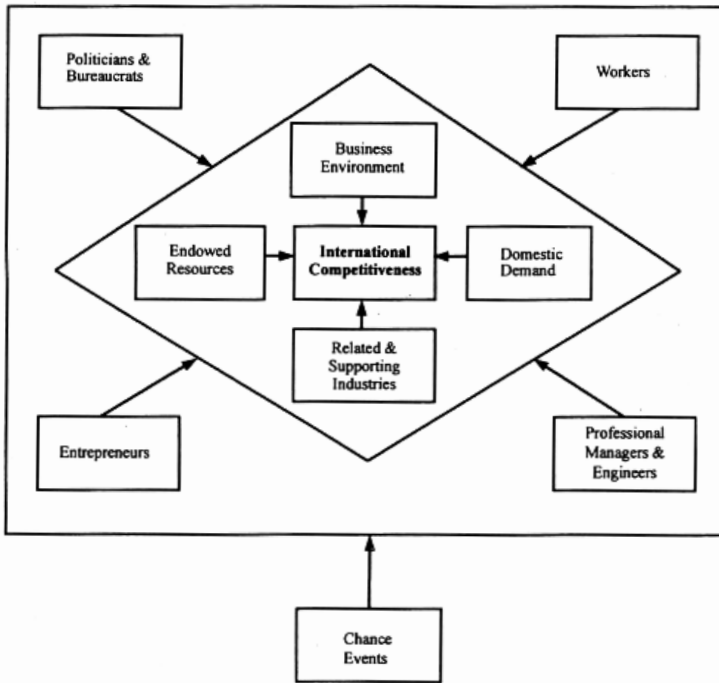 Politicians &
Bureaucrats
Workers
Business
Environment
Endowed
Resources
International
Competitiveness
Domestic
Demand
Related &
Supporting
Industries
Entrepreneurs
Professional
Managers &
Engineers
Chance
Events